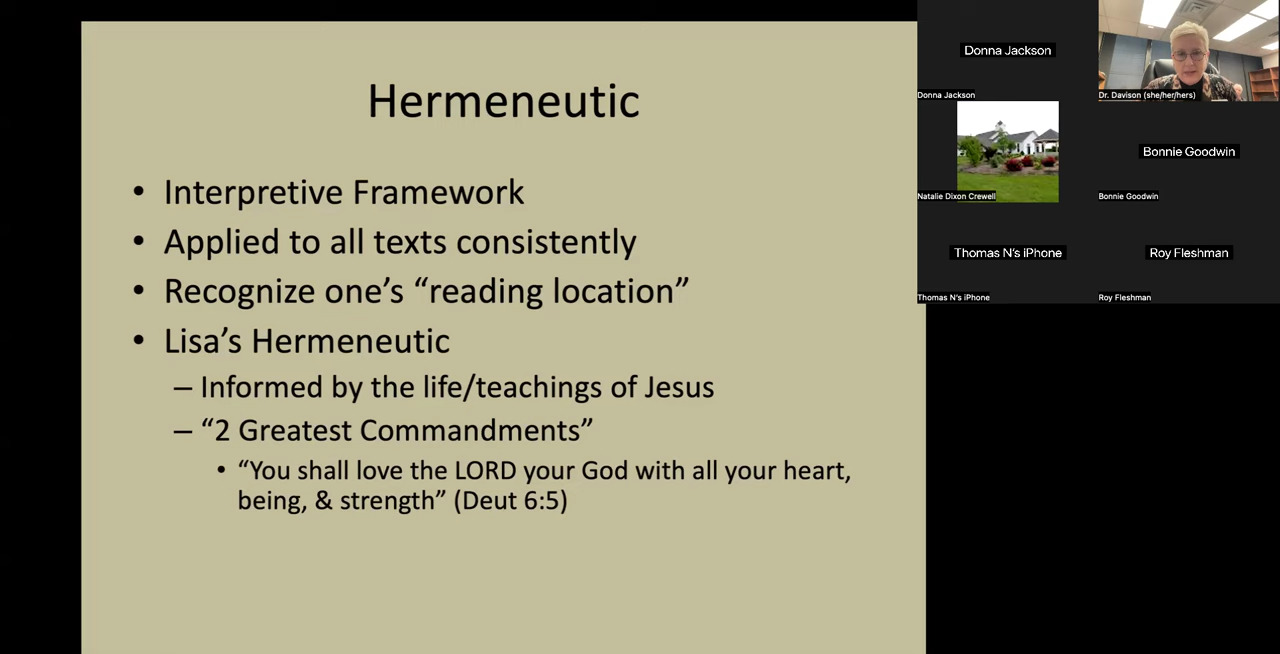 Hermeneutic
• Interpretive Framework
• Applied to all texts consistently
• Recognize one’s “reading location”
• Lisa’s Hermeneutic
– Informed by the life/teachings of Jesus
– “2 Greatest Commandments”
• “You shall love the LORD your God with all your heart,
being, & strength” (Deut 6:5)
Donna Jackson
Donna Jackson
Dr. Davison (she/her/hers)
Natalie Dixon Crewell
Bonnie Goodwin
Bonnie Goodwin
Thomas N's iPhone
Thomas N's iPhone
Roy Fleshman
Roy Fleshman